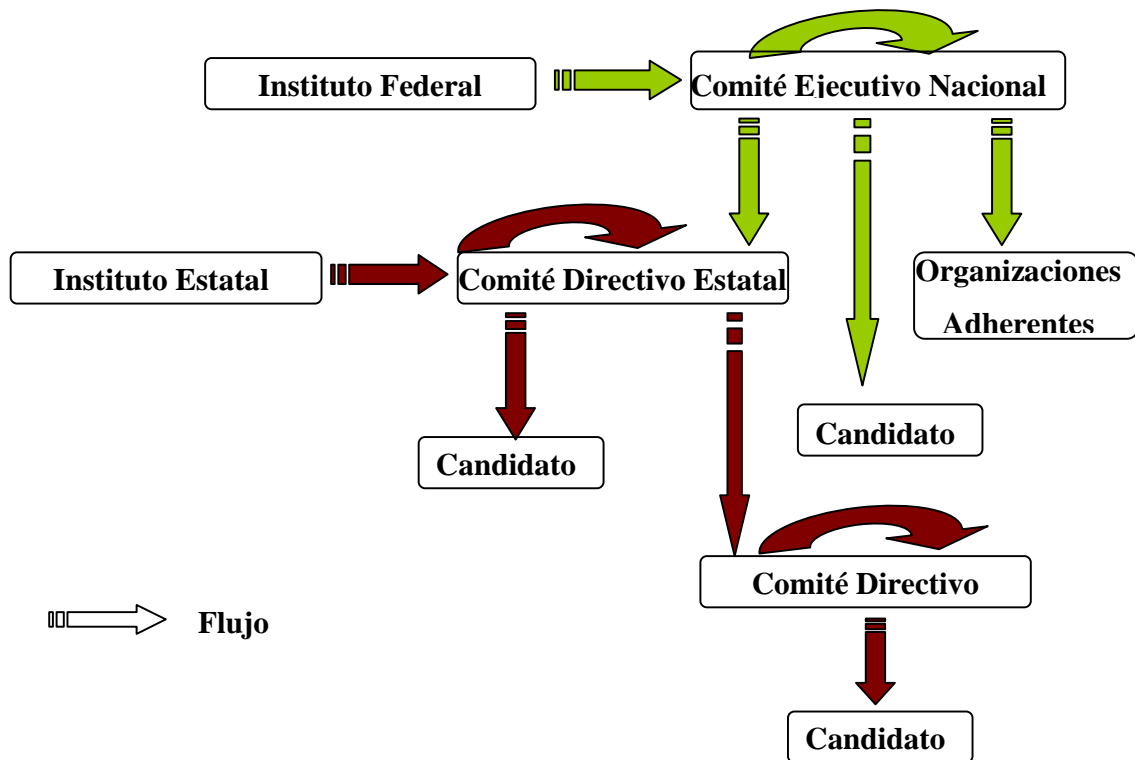 Instituto Federal
Comité Ejecutivo Nacional
Instituto Estatal
Comité Directivo Estatal
Organizaciones
Adherentes
Candidato
Candidato
Comité Directivo
Flujo
Candidato